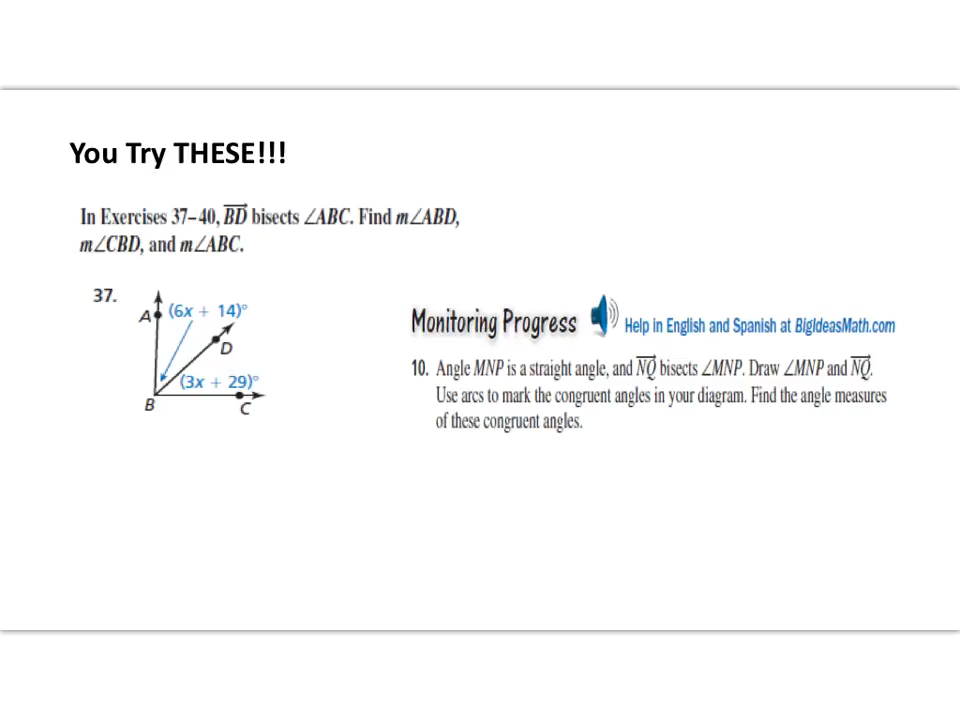 You Try THESE!!!
In Exercises 37–40, BD bisects ∠ABC. Find m∠ABD,
m∠CBD, and m∠ABC.
37.
A
(6x + 14)°
D
(3x + 29)°
B
C
Monitoring Progress
Help in English and Spanish at BigIdeasMath.com
10. Angle MNP is a straight angle, and NQ bisects ∠MNP. Draw ∠MNP and NQ.
Use arcs to mark the congruent angles in your diagram. Find the angle measures
of these congruent angles.